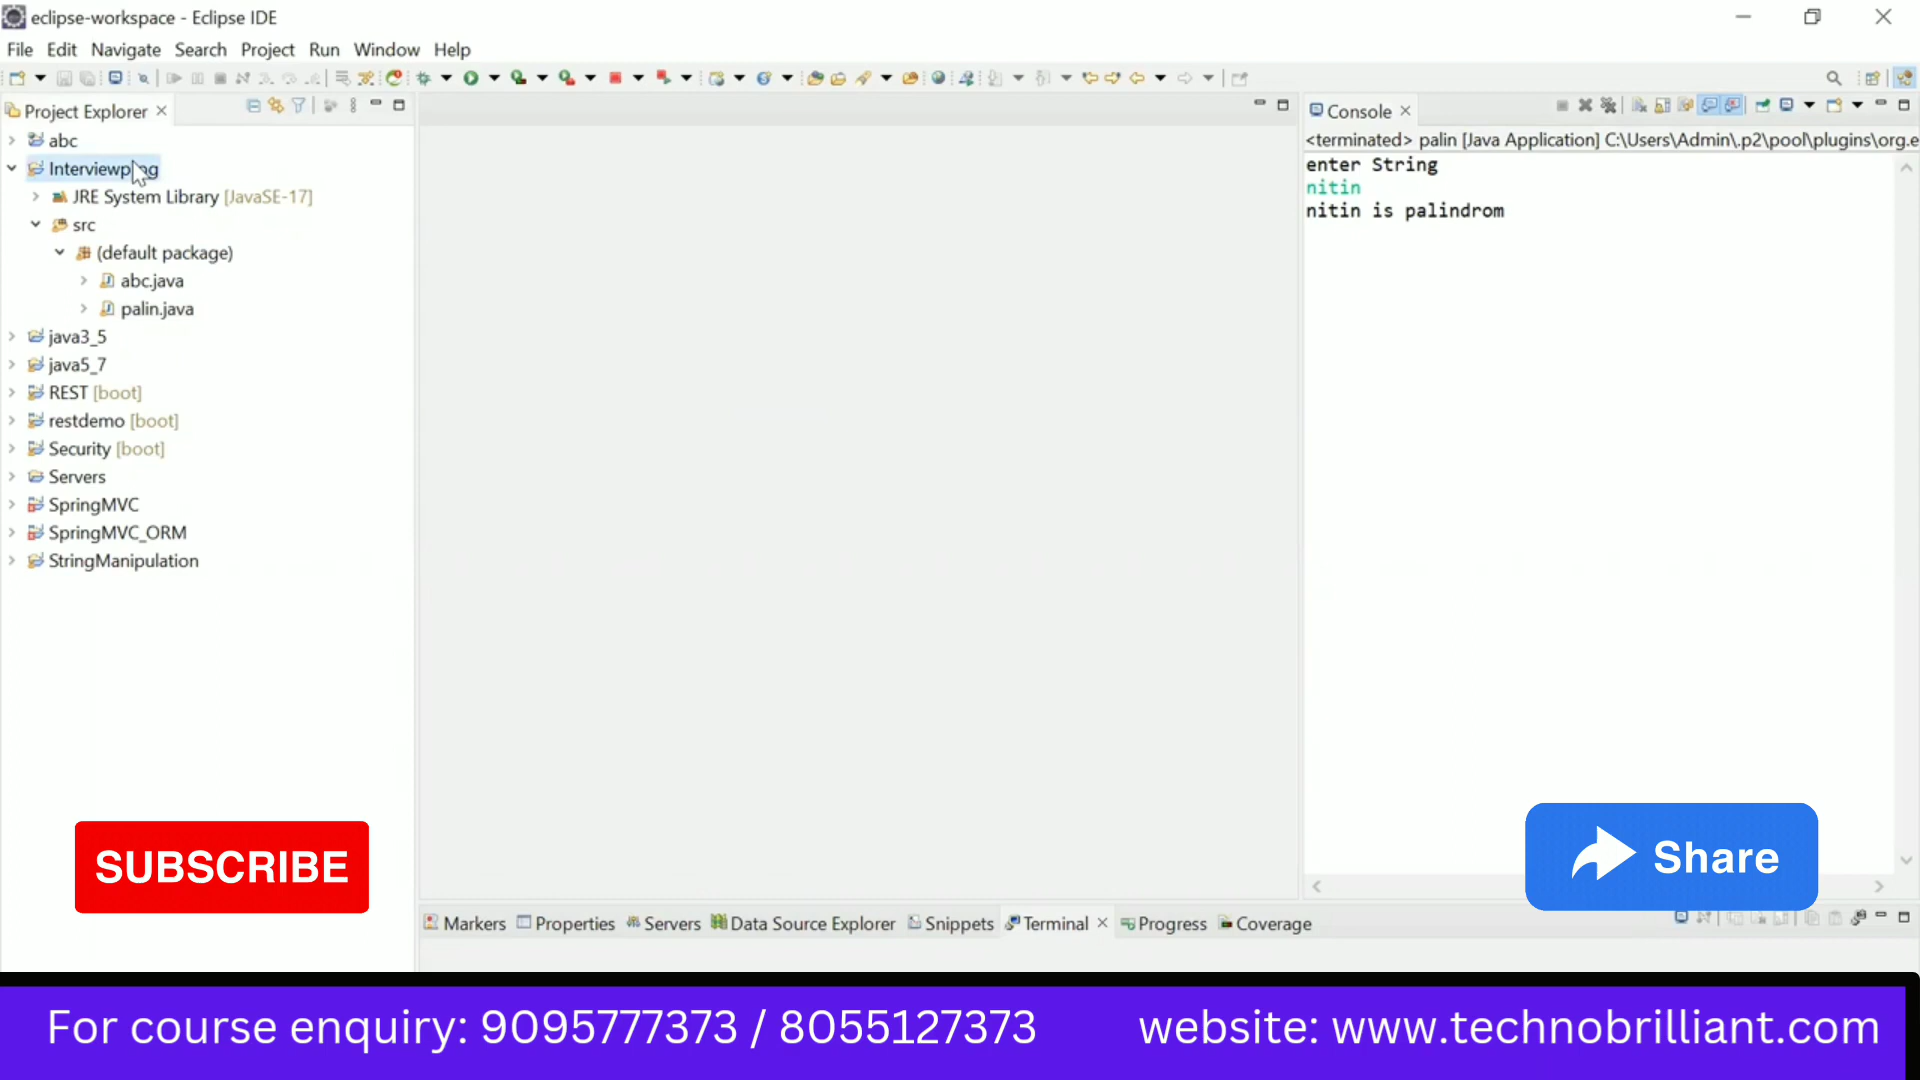 eclipse-workspace - Eclipse IDE
File Edit Navigate Search Project Run Window Help
Project Explorer
abc
JRE System Library [JavaSE-17]
src
(default package)
abc.java
palin.java
java3_5
java5_7
REST [boot]
restdemo [boot]
Security [boot]
Servers
SpringMVC
SpringMVC_ORM
StringManipulation
Console
<terminated> palin [Java Application] C:\Users\Admin\.p2\pool\plugins\org.e
enter String
nitin
nitin is palindrom
SUBSCRIBE
Share
Markers Properties Servers Data Source Explorer Snippets Terminal Progress Coverage
For course enquiry: 9095777373 / 8055127373 website: www.technobrilliant.com